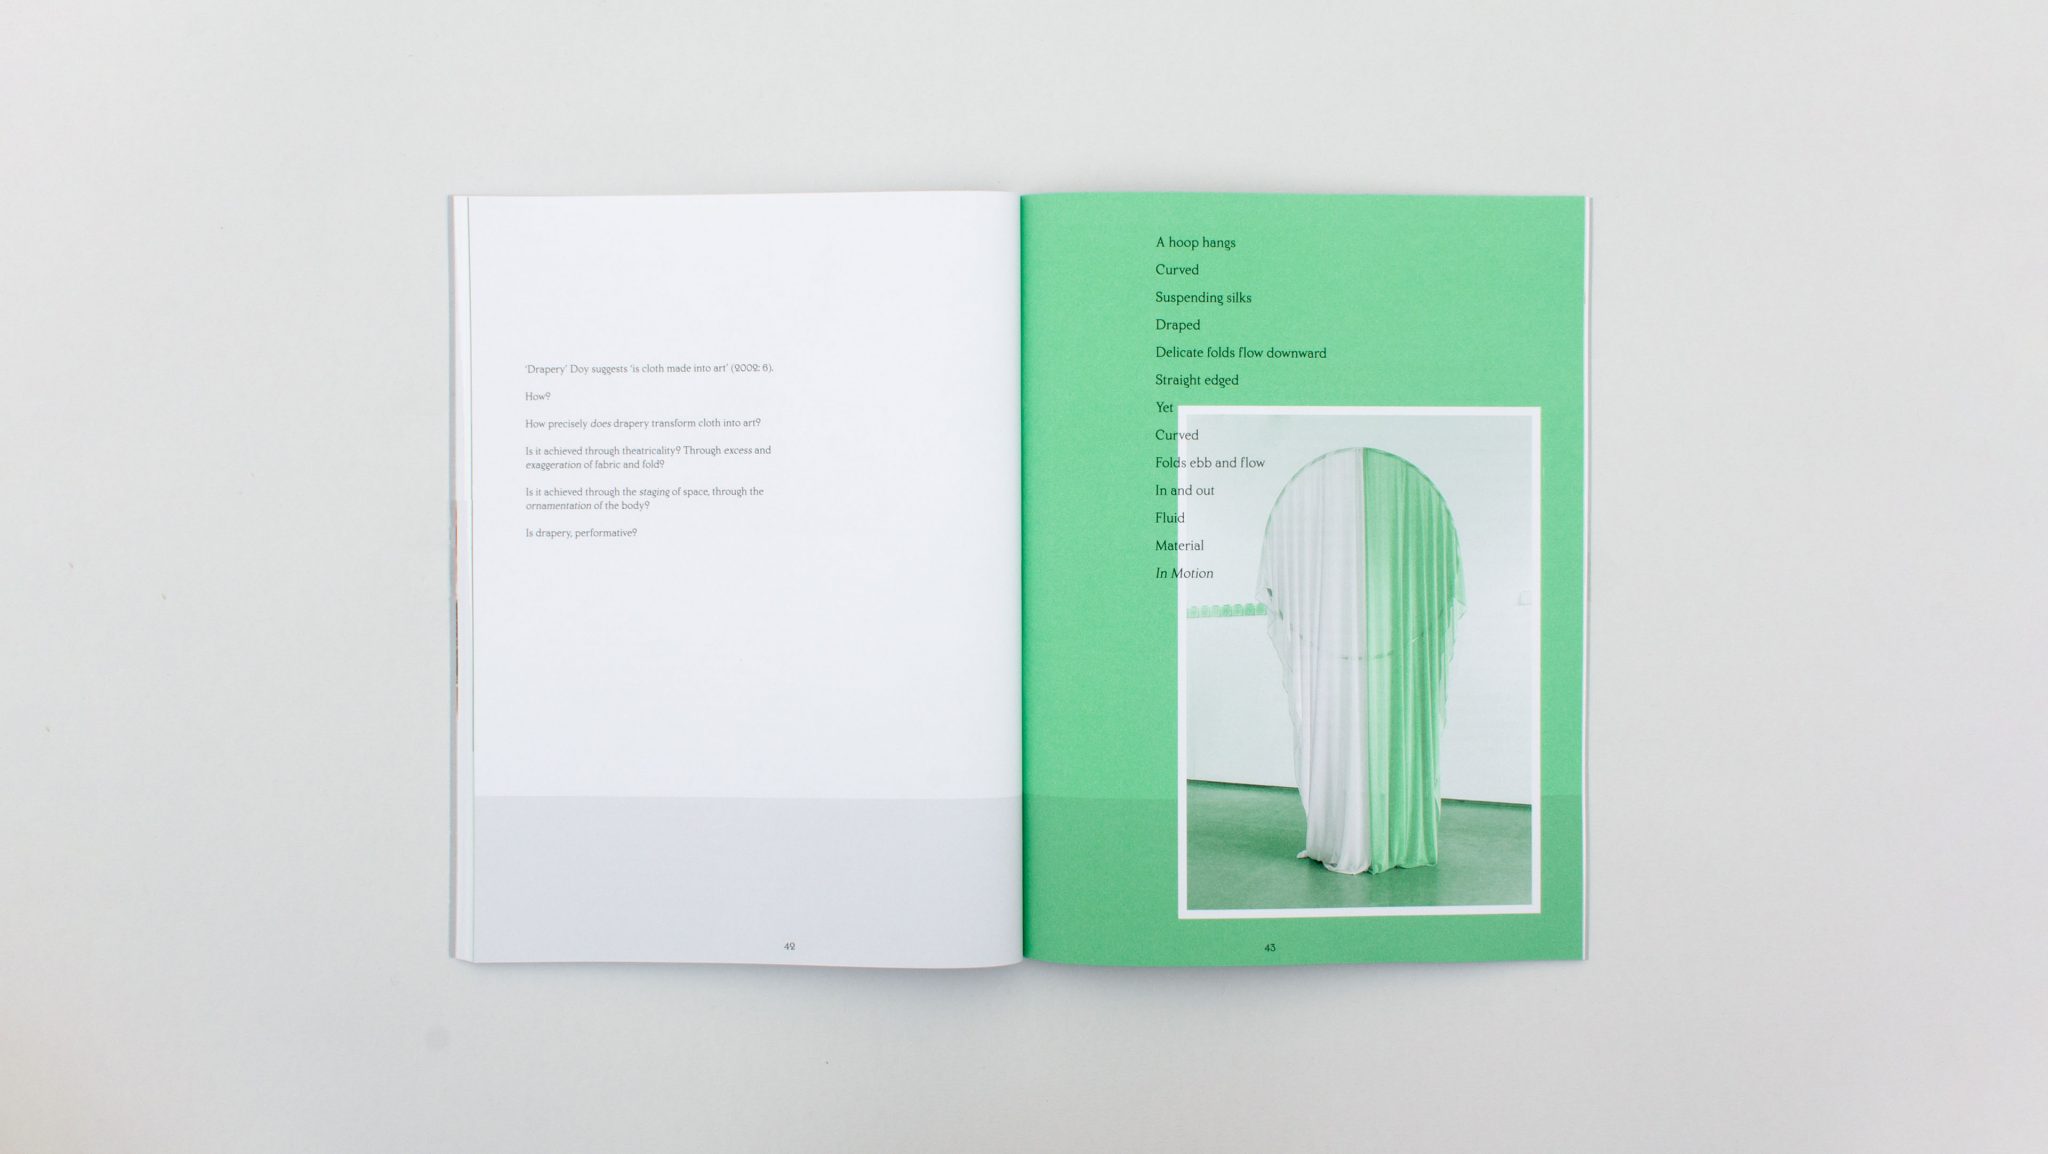 ‘Drapery’ Doy suggests ‘is cloth made into art’ (2002: 6).
How?
How precisely does drapery transform cloth into art?
Is it achieved through theatricality? Through excess and
exaggeration of fabric and fold?
Is it achieved through the staging of space, through the
ornamentation of the body?
Is drapery, performative?
42
A hoop hangs
Curved
Suspending silks
Draped
Delicate folds flow downward
Straight edged
Yet
Curved
Folds ebb and flow
In and out
Fluid
Material
In Motion
43